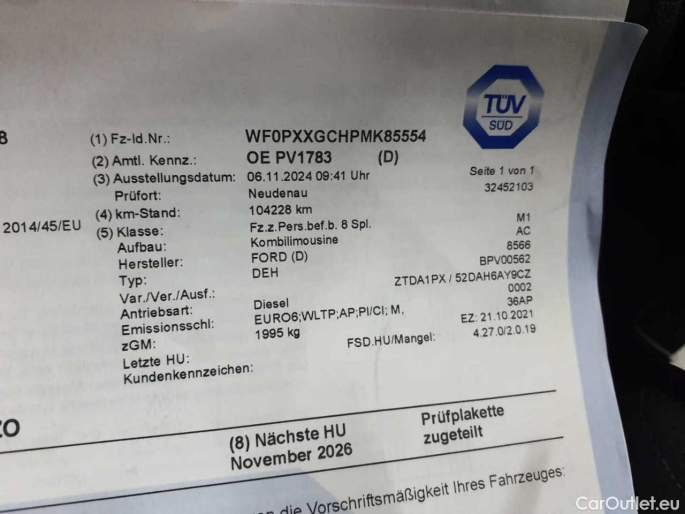 TÜV
SÜD
8
(1) Fz-Id.Nr.: WF0PXXGCHPMK85554
(2) Amtl. Kennz.: OE PV1783 (D)
(3) Ausstellungsdatum: 06.11.2024 09:41 Uhr Seite 1 von 1
Prüfort: Neudenau 32452103
2014/45/EU (4) km-Stand: 104228 km
(5) Klasse: Fz.z.Pers.bef.b. 8 Spl. M1
Aufbau: Kombilimousine AC
Hersteller: FORD (D) 8566
Typ: DEH BPV00562
Var./Ver./Ausf.: ZTDA1PX / 52DAH6AY9CZ
Antriebsart: Diesel 0002
Emissionsschl: EURO6;WLTP;AP;PI/CI; M, 36AP
zGM: 1995 kg EZ: 21.10.2021
Letzte HU: FSD.HU/Mangel: 4.27.0/2.0.19
Kundenkennzeichen:
ZO
(8) Nächste HU Prüfplakette
November 2026 zugeteilt
en die Vorschriftsmäßigkeit Ihres Fahrzeuges:
CarOutlet.eu